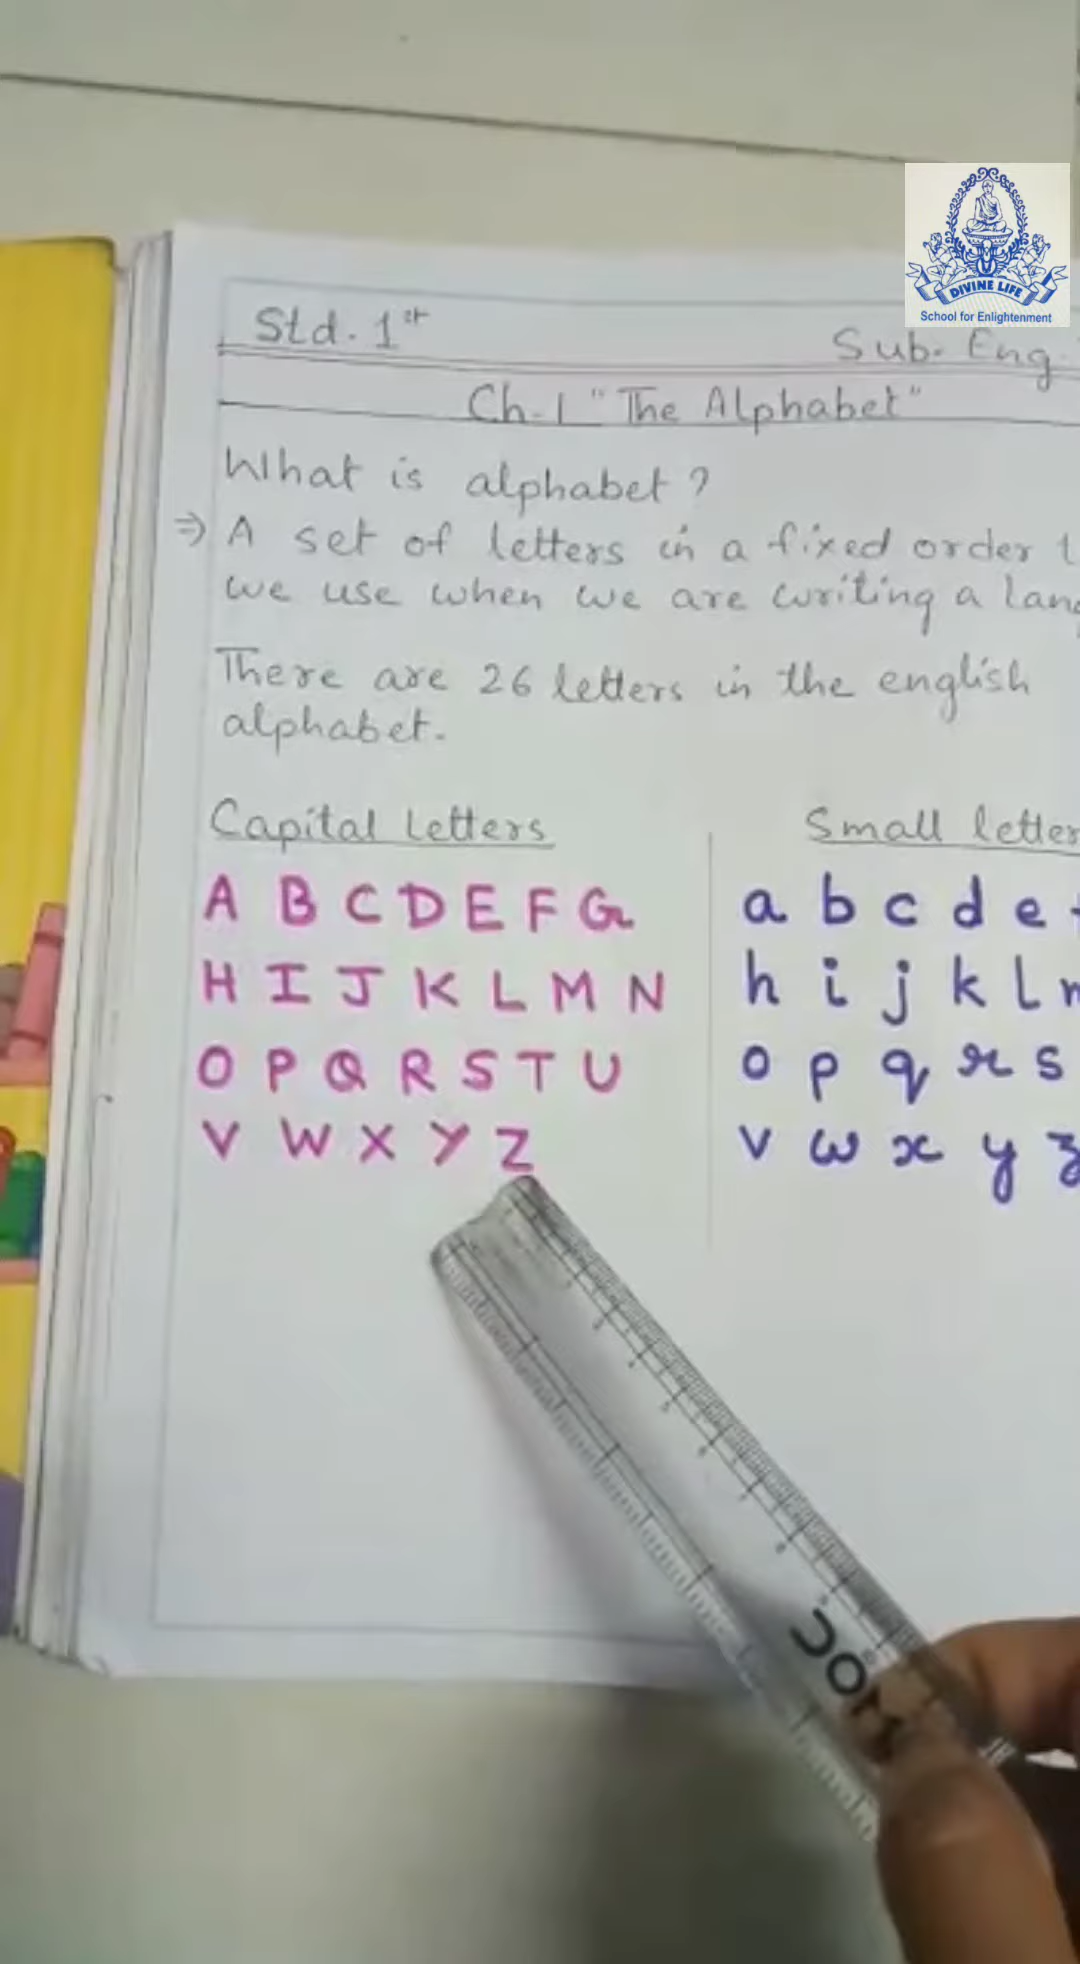 DIVINE LIFE
School for Enlightenment
Std. 1st
Sub- Eng.
Ch-1 "The Alphabet"
What is alphabet?
⇒ A set of letters in a fixed order
we use when we are writing a
There are 26 letters in the english
alphabet.
Capital Letters
Small letter
A B C D E F G
a b c d e
H I J K L M N
h i j k l
O P Q R S T U
o p q r s
V W X Y Z
v w x y z